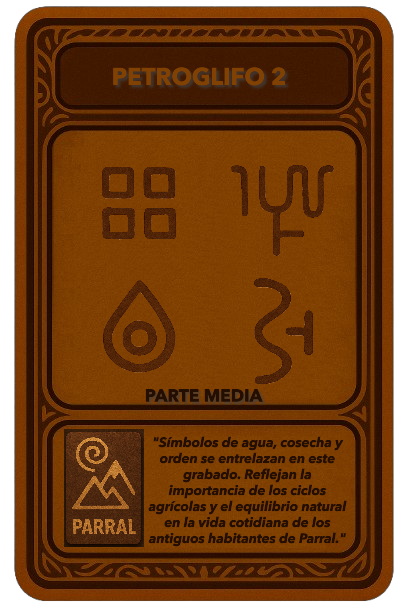 PETROGLIFO 2
PARTE MEDIA
PARRAL
"Símbolos de agua, cosecha y
orden se entrelazan en este
grabado. Reflejan la
importancia de los ciclos
agrícolas y el equilibrio natural
en la vida cotidiana de los
antiguos habitantes de Parral."